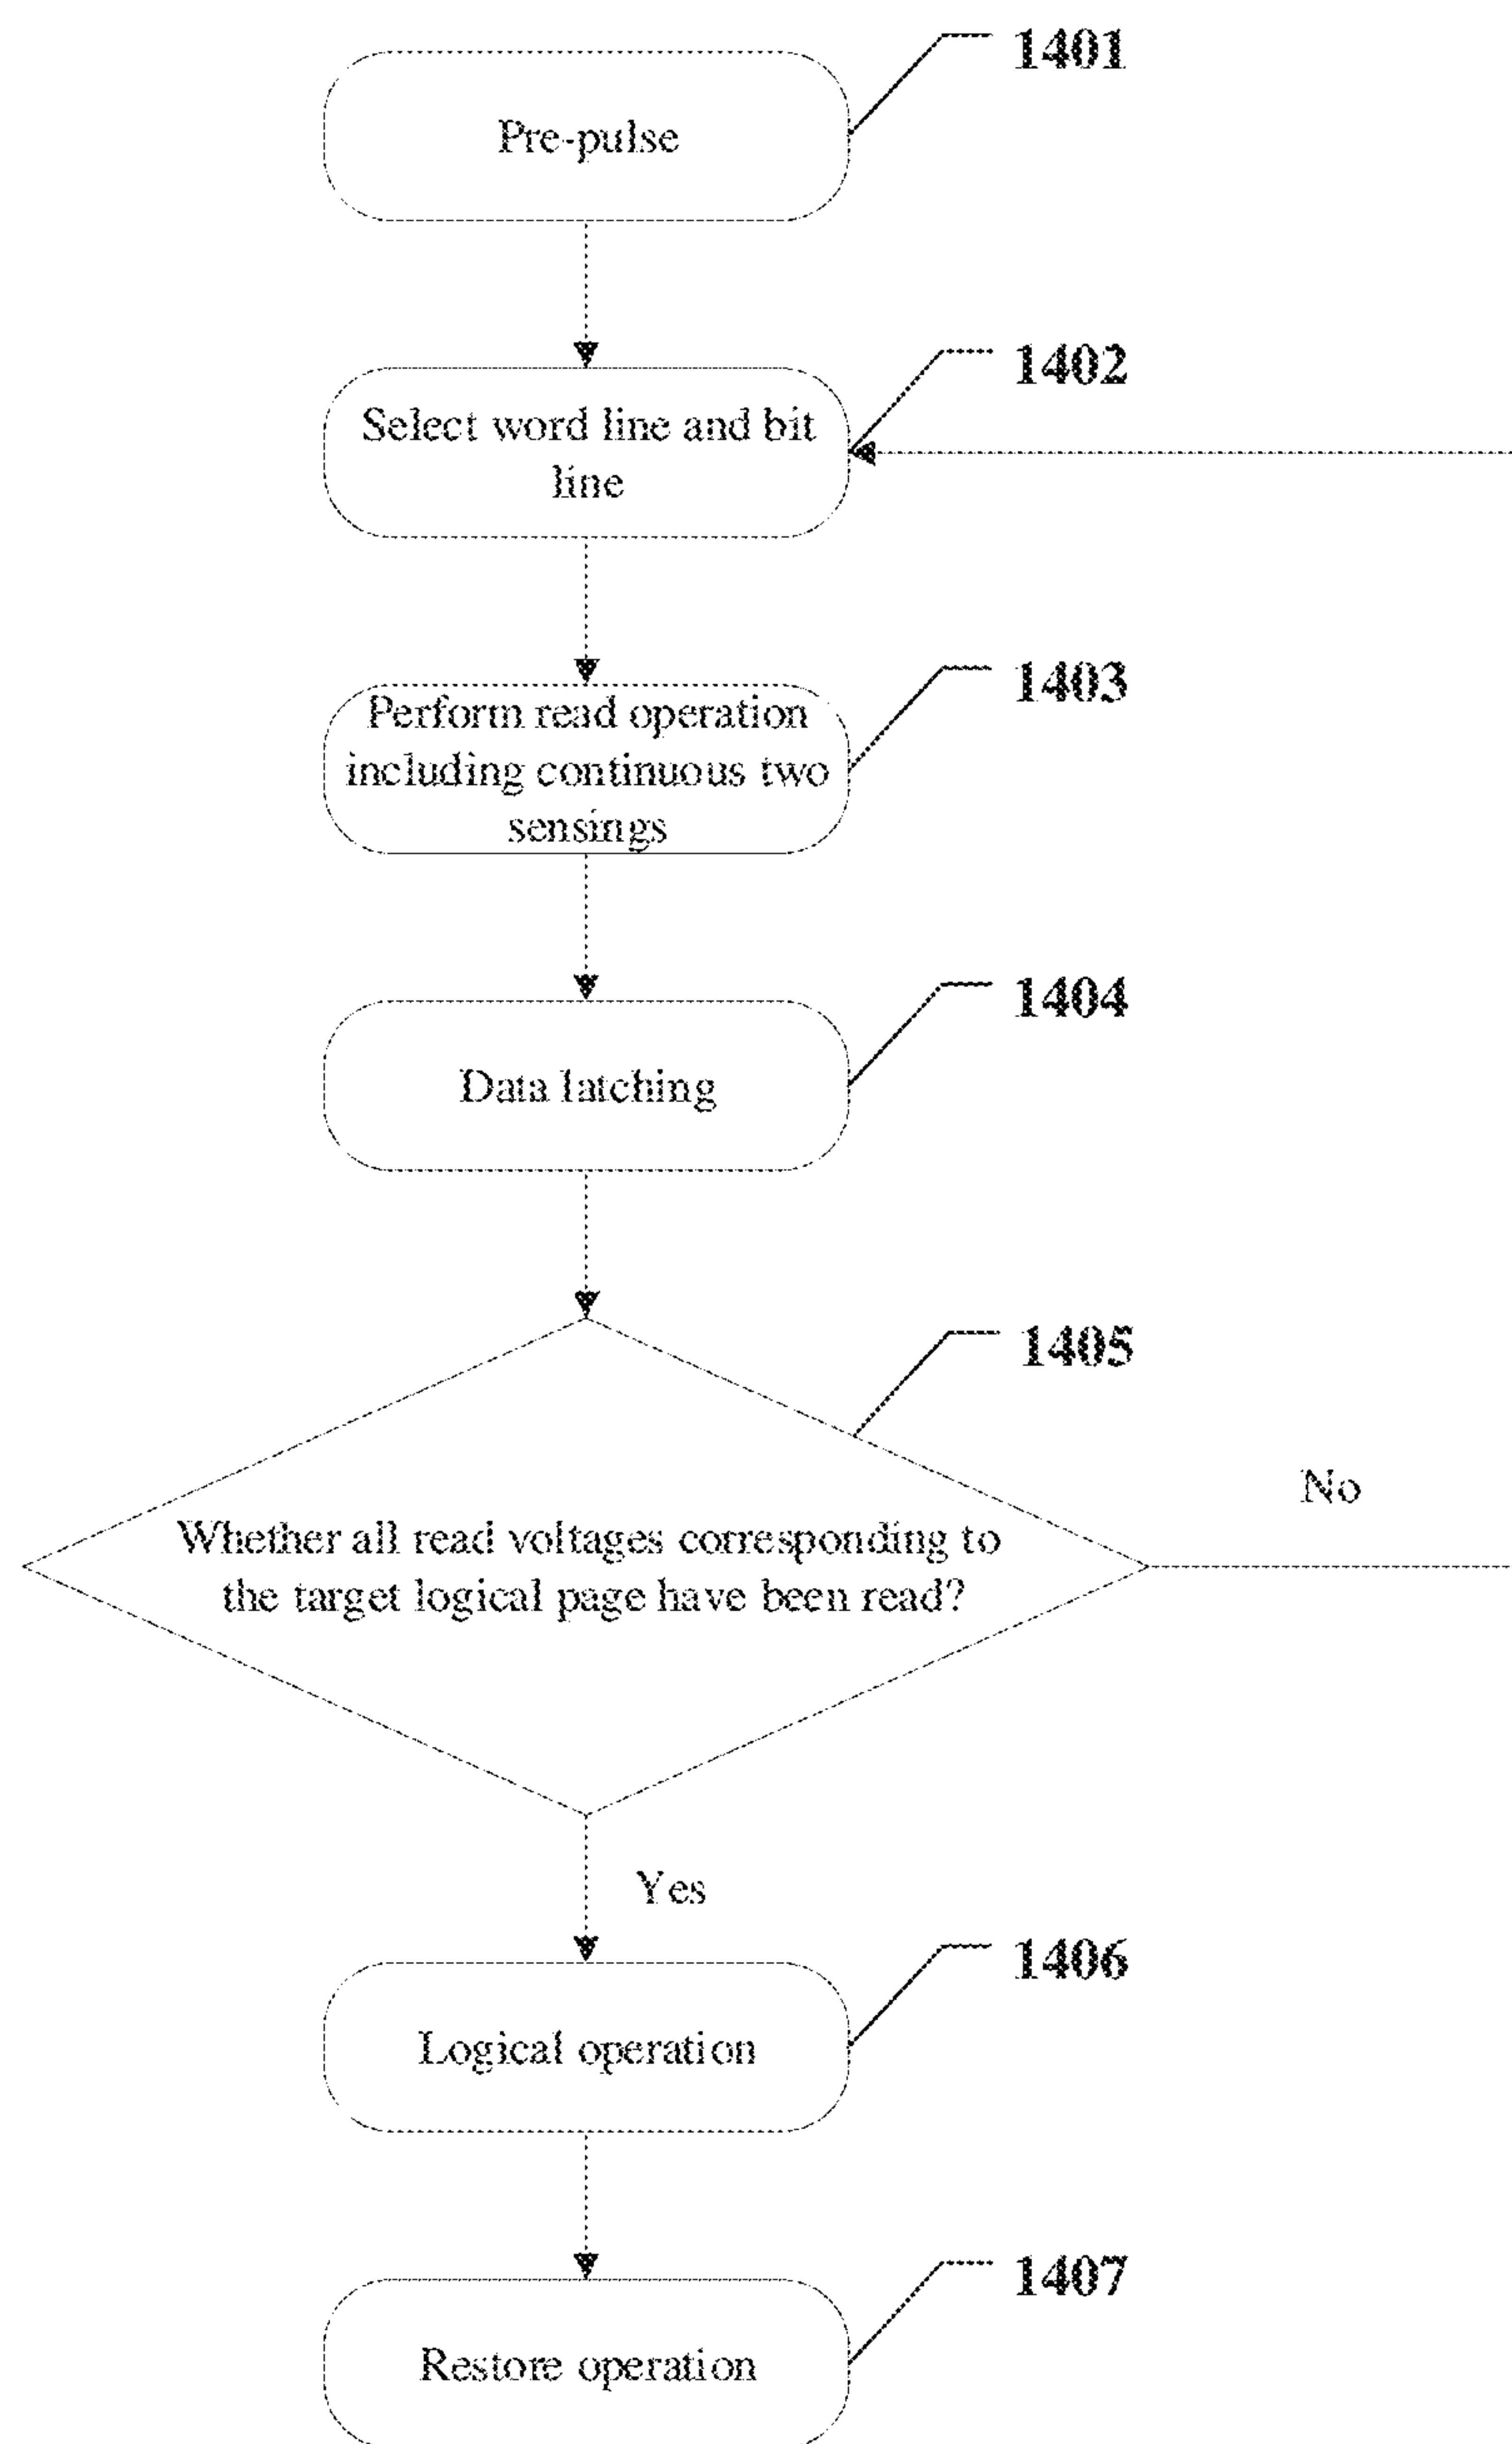 1401
Pre-pulse
1402
Select word line and bit
line
1403
Perform read operation
including continuous two
sensings
1404
Data latching
1405
No
Whether all read voltages corresponding to
the target logical page have been read?
Yes
1406
Logical operation
1407
Restore operation